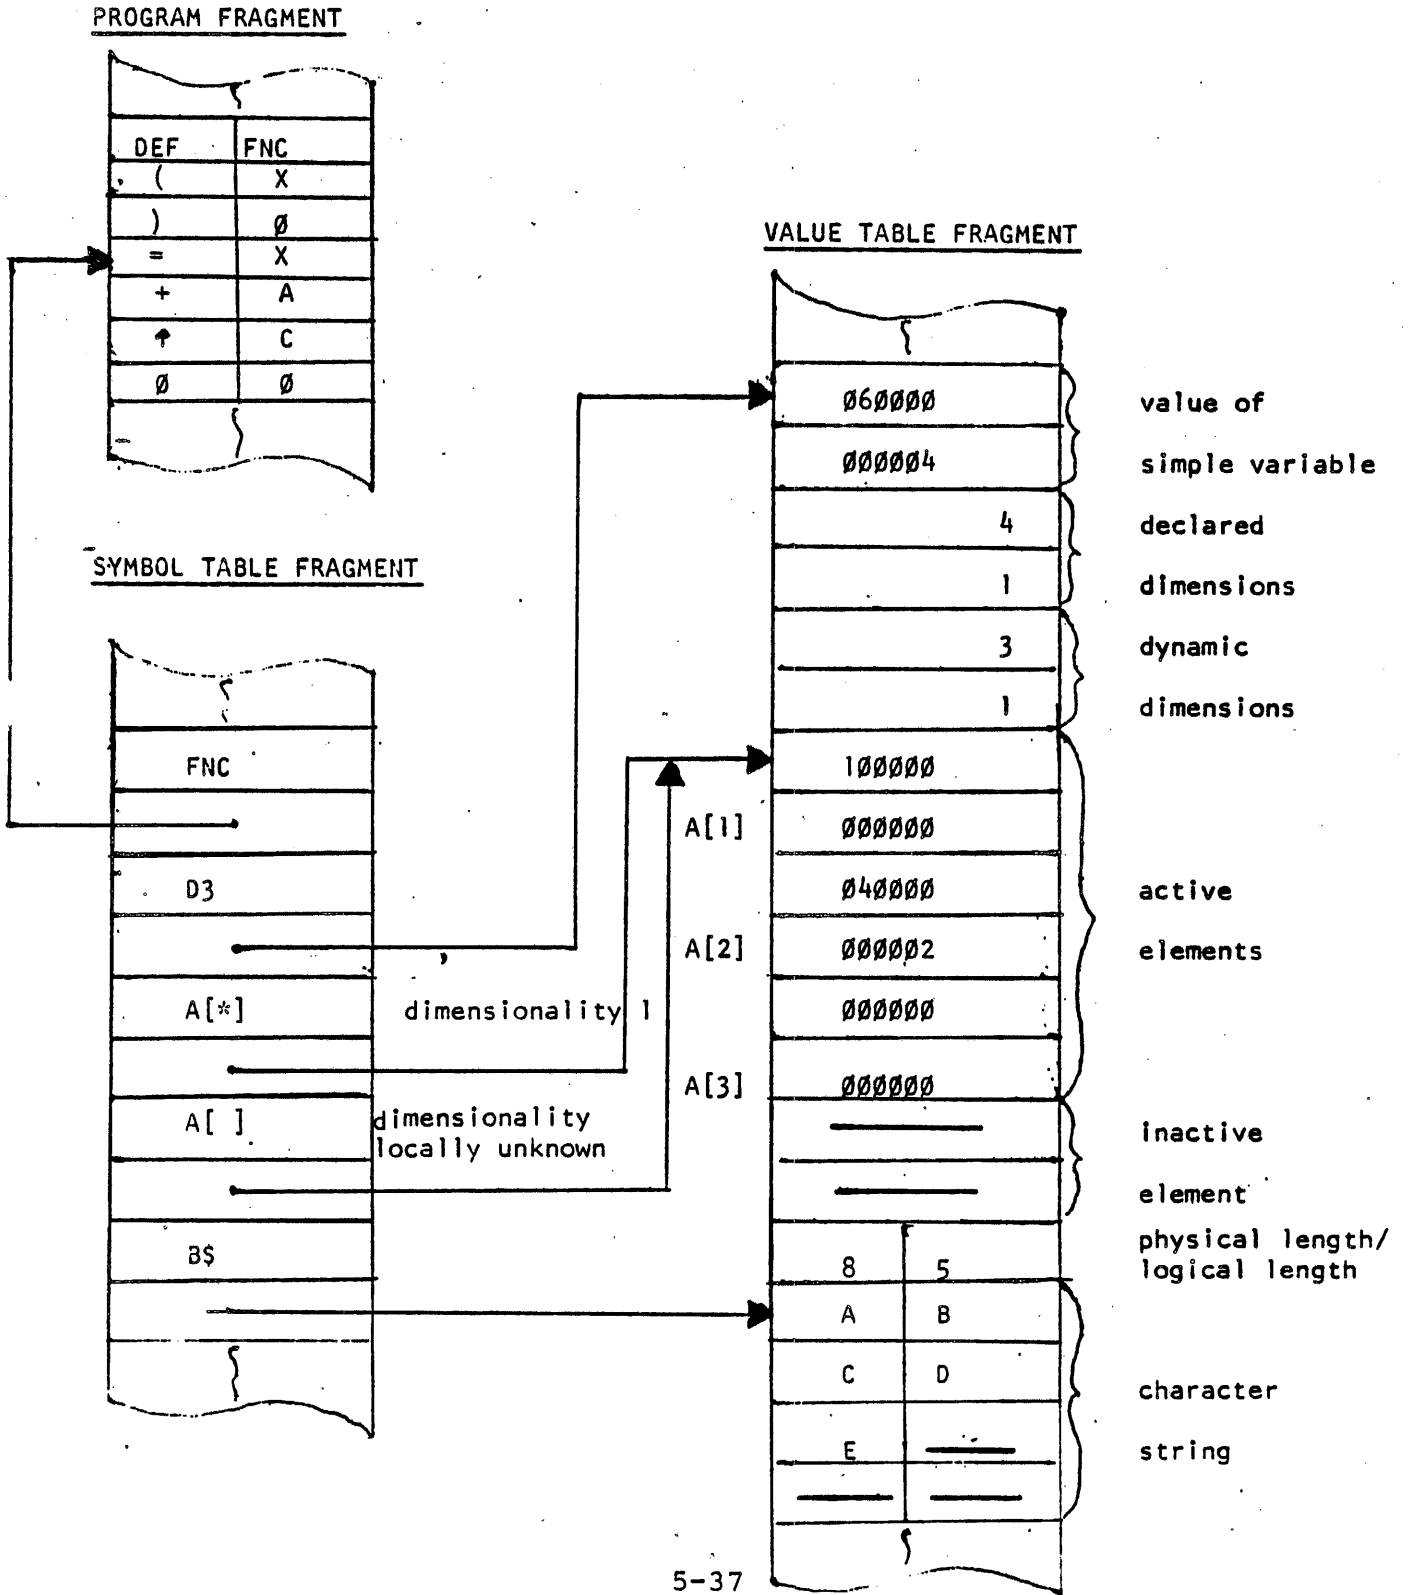 PROGRAM FRAGMENT
DEF FNC
( X
) Ø
= X
+ A
↑ C
Ø Ø
SYMBOL TABLE FRAGMENT
FNC
D3
A[*]
dimensionality 1
A[ ]
dimensionality
locally unknown
B$
VALUE TABLE FRAGMENT
Ø6ØØØØ value of
ØØØØØ4 simple variable
4 declared
1 dimensions
3 dynamic
1 dimensions
1ØØØØØ
A[1] ØØØØØØ
Ø4ØØØØ active
A[2] ØØØØØ2 elements
ØØØØØØ
A[3] ØØØØØØ
inactive
element
physical length/
8 5 logical length
A B
C D character
E string
5-37